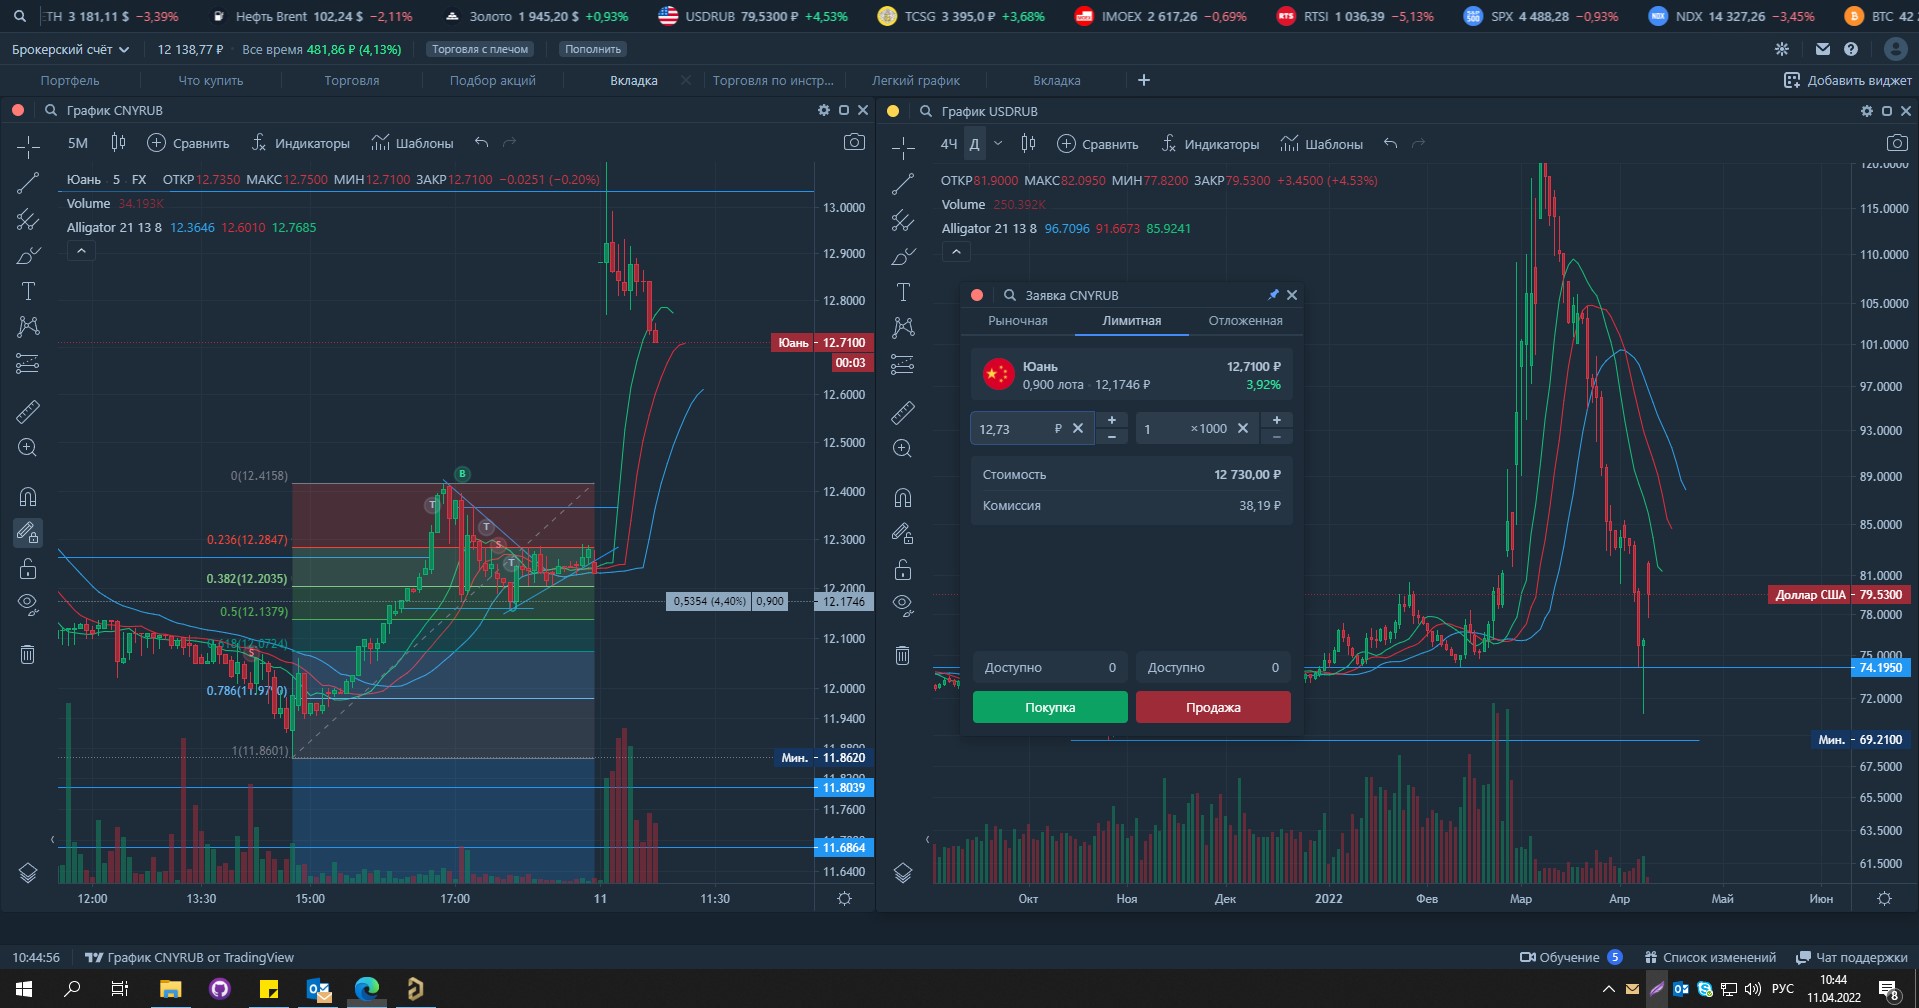 ETH 3 181,11 $ −3,39% Нефть Brent 102,24 $ −2,11% Золото 1 945,20 $ +0,93% USDRUB 79,5300 ₽ +4,53% TCSG 3 395,0 ₽ +3,68% IMOEX 2 617,26 −0,69% RTSI 1 036,39 −5,13% SPX 4 488,28 −0,93% NDX 14 327,26 −3,45% BTC 42
Брокерский счёт 12 138,77 ₽ Все время 481,86 ₽ (4,13%) Торговля с плечом Пополнить
Портфель Что купить Торговля Подбор акций Вкладка Торговля по инстр... Легкий график Вкладка Добавить виджет
График CNYRUB
5М Сравнить Индикаторы Шаблоны
Юань 5 FX ОТКР12.7350 МАКС12.7500 МИН12.7100 ЗАКР12.7100 −0.0251 (−0.20%)
Volume 34.193K
Alligator 21 13 8 12.3646 12.6010 12.7685
13.0000
12.9000
12.8000
Юань 12.7100
00:03
12.6000
12.5000
12.4000
12.3000
12.2000
12.1746
12.1000
12.0000
11.9400
Мин. 11.8620
11.8039
11.7600
11.6864
11.6400
0(12.4158)
0.236(12.2847)
0.382(12.2035)
0.5(12.1379)
0.618(12.0724)
1(11.8601)
B
T
T
S
T
S
0,5354 (4,40%) 0,900
12:00 13:30 15:00 17:00 11 11:30
График USDRUB
4Ч Д Сравнить Индикаторы Шаблоны
ОТКР81.9000 МАКС82.0950 МИН77.8200 ЗАКР79.5300 +3.4500 (+4.53%)
Volume 250.392K
Alligator 21 13 8 96.7096 91.6673 85.9241
120.0000
115.0000
110.0000
105.0000
101.0000
97.0000
93.0000
89.0000
85.0000
81.0000
Доллар США 79.5300
78.0000
75.0000
74.1950
72.0000
Мин. 69.2100
67.5000
65.5000
63.5000
61.5000
Окт Ноя Дек 2022 Фев Мар Апр Май Июн
Заявка CNYRUB
Рыночная Лимитная Отложенная
Юань 12,7100 ₽
0,900 лота · 12,1746 ₽ 3,92%
12,73 ₽ 1 ×1000
Стоимость 12 730,00 ₽
Комиссия 38,19 ₽
Доступно 0 Доступно 0
Покупка Продажа
10:44:56 График CNYRUB от TradingView Обучение 5 Список изменений Чат поддержки
РУС 10:44
11.04.2022 8